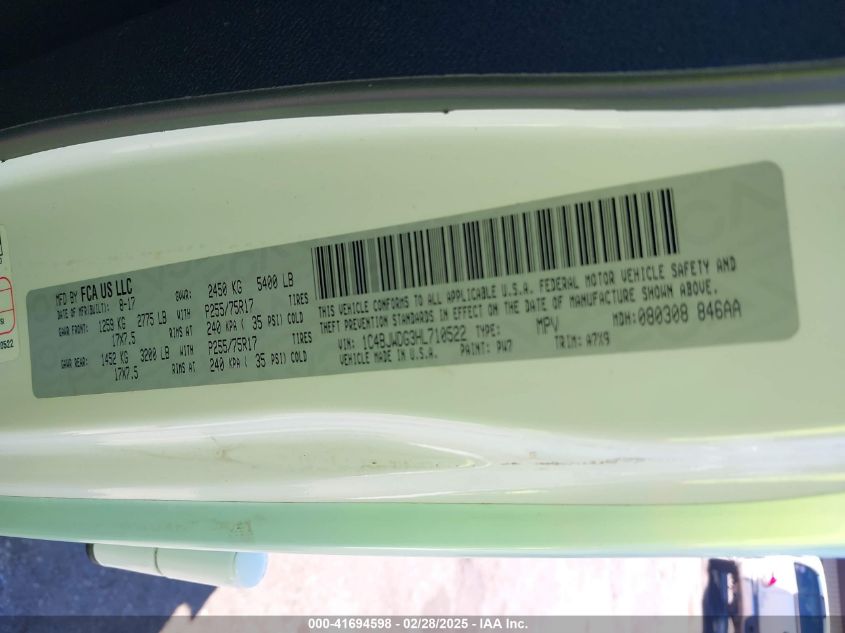 MFD BY FCA US LLC GVWR: 2450 KG 5400 LB
DATE OF MFR(BUILT): 8-17 P255/75R17 TIRES
GAWR FRONT: 1259 KG 2775 LB WITH 240 KPA ( 35 PSI) COLD
17X7.5 RIMS AT P255/75R17 TIRES
GAWR REAR: 1452 KG 3200 LB WITH 240 KPA ( 35 PSI) COLD
17X7.5 RIMS AT
THIS VEHICLE CONFORMS TO ALL APPLICABLE U.S.A. FEDERAL MOTOR VEHICLE SAFETY AND
THEFT PREVENTION STANDARDS IN EFFECT ON THE DATE OF MANUFACTURE SHOWN ABOVE.
VIN: 1C4BJWDG3HL710522 TYPE: MPV MDH: 080308 846AA
PAINT: PW7 TRIM: A7X9
10522
000-41694598 - 02/28/2025 - IAA Inc.